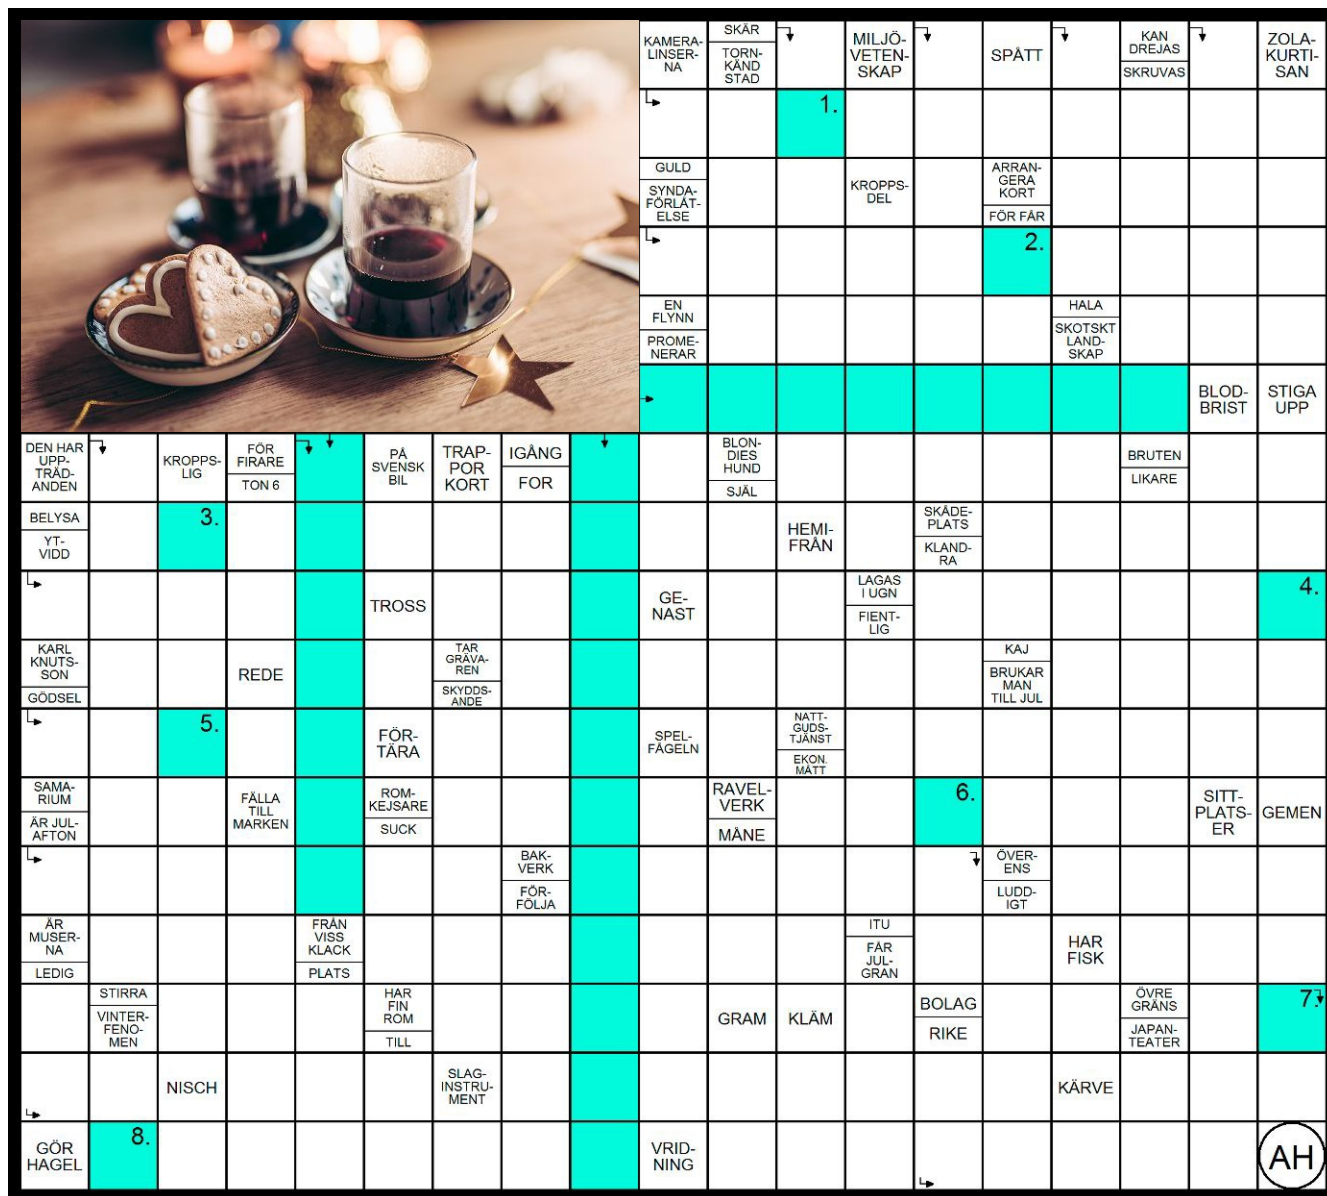 KAMERA-
LINSER-
NA
SKÄR
TORN-
KÄND
STAD
MILJÖ-
VETEN-
SKAP
SPÅTT
KAN
DREJAS
SKRUVAS
ZOLA-
KURTI-
SAN
1.
GULD
SYNDA-
FÖRLÅT-
ELSE
KROPPS-
DEL
ARRAN-
GERA
KORT
FÖR FÅR
2.
EN
FLYNN
PROME-
NERAR
HALA
SKOTSKT
LAND-
SKAP
BLOD-
BRIST
STIGA
UPP
DEN HAR
UPP-
TRÄD-
ANDEN
KROPPS-
LIG
FÖR
FIRARE
TON 6
PÅ
SVENSK
BIL
TRAP-
POR
KORT
IGÅNG
FOR
BLON-
DIES
HUND
SJÄL
BRUTEN
LIKARE
BELYSA
YT-
VIDD
3.
HEMI-
FRÅN
SKÅDE-
PLATS
KLAND-
RA
TROSS
GE-
NAST
LAGAS
I UGN
FIENT-
LIG
4.
KARL
KNUTS-
SON
GÖDSEL
REDE
TAR
GRÄVA-
REN
SKYDDS-
ANDE
KAJ
BRUKAR
MAN
TILL JUL
5.
FÖR-
TÄRA
SPEL-
FÅGELN
NATT-
GUDS-
TJÄNST
EKON.
MÅTT
SAMA-
RIUM
ÄR JUL-
AFTON
FÄLLA
TILL
MARKEN
ROM-
KEJSARE
SUCK
RAVEL-
VERK
MÅNE
6.
SITT-
PLATS-
ER
GEMEN
BAK-
VERK
FÖR-
FÖLJA
ÖVER-
ENS
LUDD-
IGT
ÄR
MUSER-
NA
LEDIG
FRÅN
VISS
KLACK
PLATS
ITU
FÅR
JUL-
GRAN
HAR
FISK
STIRRA
VINTER-
FENO-
MEN
HAR
FIN
ROM
TILL
GRAM
KLÄM
BOLAG
RIKE
ÖVRE
GRÄNS
JAPAN-
TEATER
7.
NISCH
SLAG-
INSTRU-
MENT
KÄRVE
GÖR
HAGEL
8.
VRID-
NING
AH